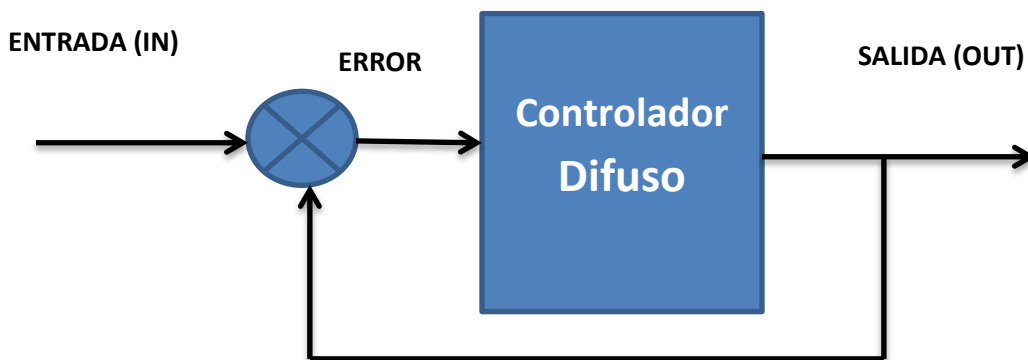 ENTRADA (IN)
ERROR
Controlador
Difuso
SALIDA (OUT)